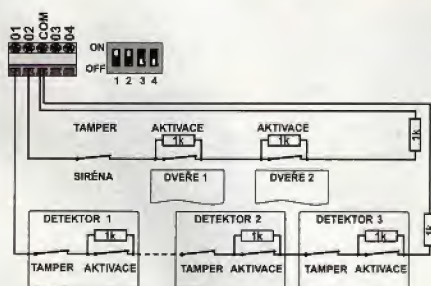 01 02 COM 03 04
ON
OFF
1 2 3 4
TAMPER AKTIVACE AKTIVACE
1k 1k 1k
SIRÉNA DVEŘE 1 DVEŘE 2
DETEKTOR 1 DETEKTOR 2 DETEKTOR 3 1k
1k 1k 1k
TAMPER AKTIVACE TAMPER AKTIVACE TAMPER AKTIVACE